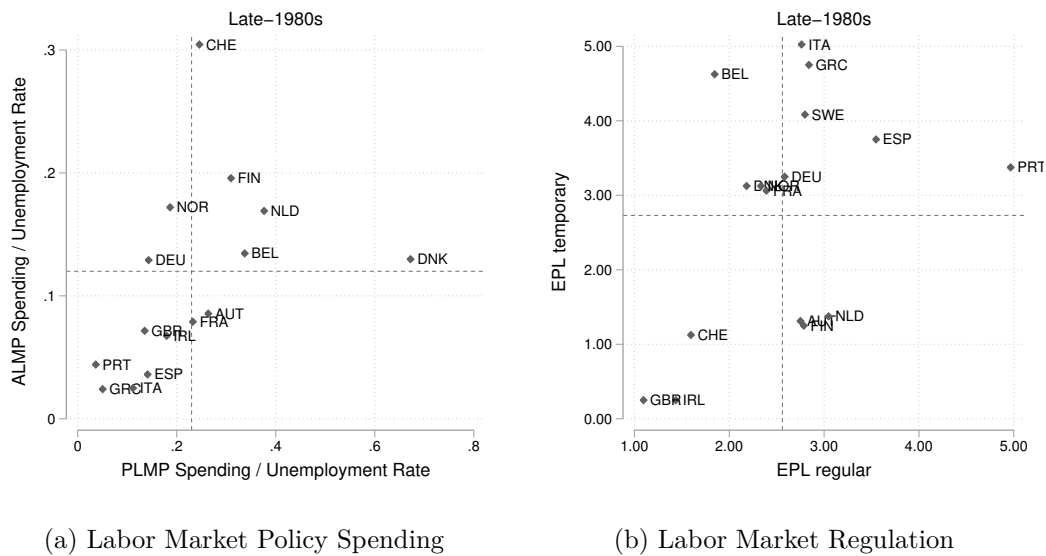 Late−1980s
ALMP Spending / Unemployment Rate
.3
.2
.1
0
CHE
FIN
NOR
NLD
BEL
DEU
DNK
AUT
FRA
GBR
IRL
PRT
ESP
GRC
ITA
0
.2
.4
.6
.8
PLMP Spending / Unemployment Rate
(a) Labor Market Policy Spending
Late−1980s
EPL temporary
5.00
4.00
3.00
2.00
1.00
0.00
ITA
GRC
BEL
SWE
ESP
PRT
DEU
DNK
NOR
FRA
NLD
AUT
FIN
CHE
GBR
IRL
1.00
2.00
3.00
4.00
5.00
EPL regular
(b) Labor Market Regulation